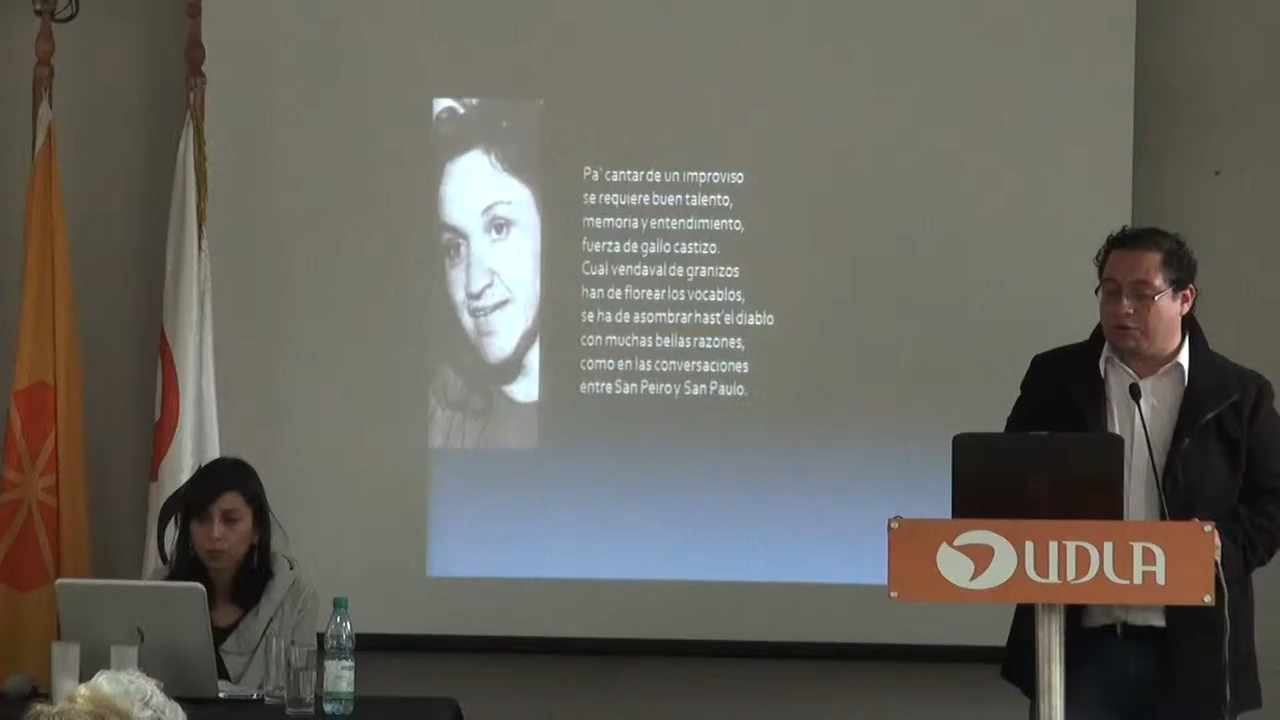 Pa' cantar de un improviso
se requiere buen talento,
memoria y entendimiento,
fuerza de gallo castizo.
Cual vendaval de granizos
han de florear los vocablos,
se ha de asombrar hast'el diablo
con muchas bellas razones,
como en las conversaciones
entre San Peiro y San Paulo.
UDLA